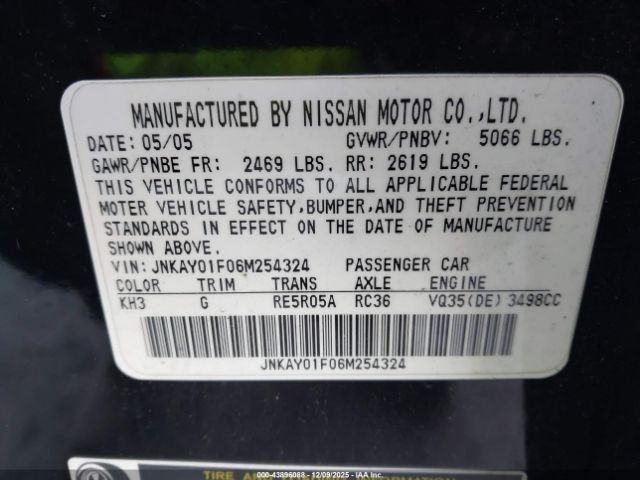 MANUFACTURED BY NISSAN MOTOR CO.,LTD.
DATE: 05/05 GVWR/PNBV: 5066 LBS.
GAWR/PNBE FR: 2469 LBS. RR: 2619 LBS.
THIS VEHICLE CONFORMS TO ALL APPLICABLE FEDERAL
MOTER VEHICLE SAFETY,BUMPER,AND THEFT PREVENTION
STANDARDS IN EFFECT ON THE DATE OF MANUFACTURE
SHOWN ABOVE.
VIN: JNKAY01F06M254324 PASSENGER CAR
COLOR TRIM TRANS AXLE ENGINE
KH3 G RE5R05A RC36 VQ35(DE) 3498CC
JNKAY01F06M254324
TIRE
000-43896088 - 12/09/2025 - IAA Inc.